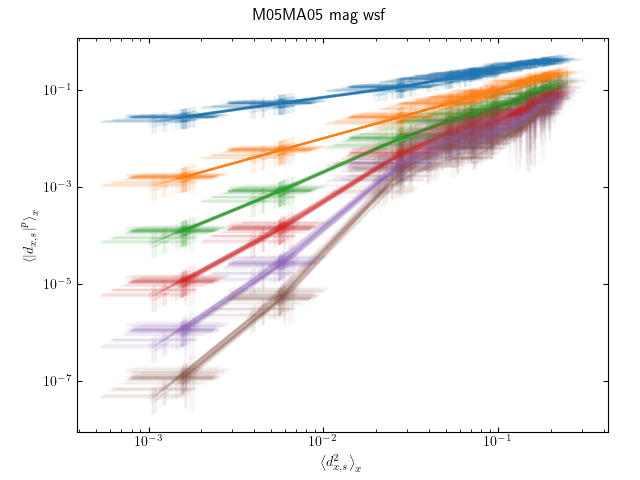 M05MA05 mag wsf
10⁻¹
10⁻³
10⁻⁵
10⁻⁷
⟨|d_{x,s}|^p⟩_x
10⁻³
10⁻²
10⁻¹
⟨d²_{x,s}⟩_x